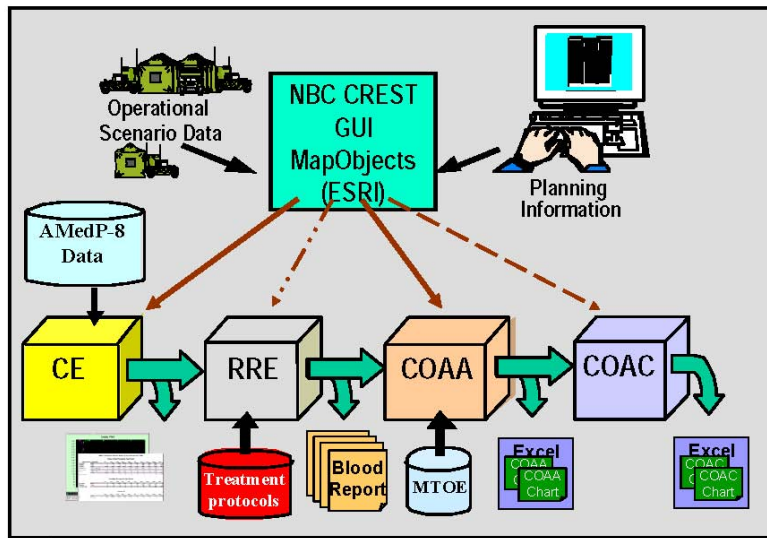 Operational
Scenario Data
NBC CREST
GUI
MapObjects
(ESRI)
Planning
Information
AMedP-8
Data
CE
RRE
COAA
COAC
Treatment
protocols
Blood
Report
MTOE
Excel
COAA
C
COAA
Chart
Excel
COAC
C
COAC
Chart